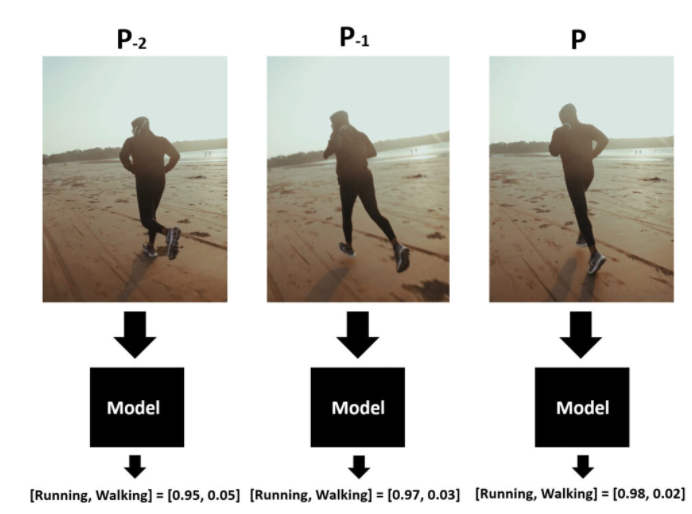 P-2
P-1
P
Model
Model
Model
[Running, Walking] = [0.95, 0.05]
[Running, Walking] = [0.97, 0.03]
[Running, Walking] = [0.98, 0.02]